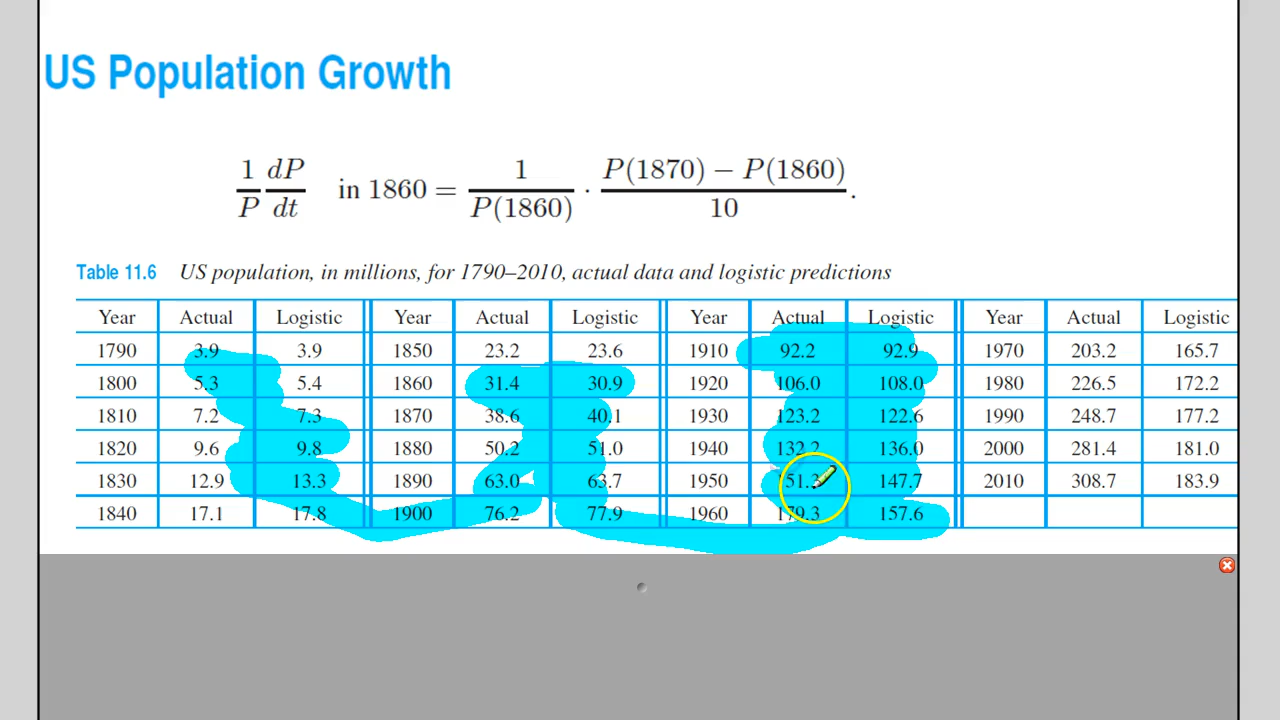 US Population Growth
1/P dP/dt in 1860 = 1/P(1860) · P(1870) − P(1860)/10.
Table 11.6 US population, in millions, for 1790–2010, actual data and logistic predictions
Year Actual Logistic Year Actual Logistic Year Actual Logistic Year Actual Logistic
1790 3.9 3.9 1850 23.2 23.6 1910 92.2 92.9 1970 203.2 165.7
1800 5.3 5.4 1860 31.4 30.9 1920 106.0 108.0 1980 226.5 172.2
1810 7.2 7.3 1870 38.6 40.1 1930 123.2 122.6 1990 248.7 177.2
1820 9.6 9.8 1880 50.2 51.0 1940 132.2 136.0 2000 281.4 181.0
1830 12.9 13.3 1890 63.0 63.7 1950 147.7 2010 308.7 183.9
1840 17.1 17.8 1900 76.2 77.9 1960 179.3 157.6